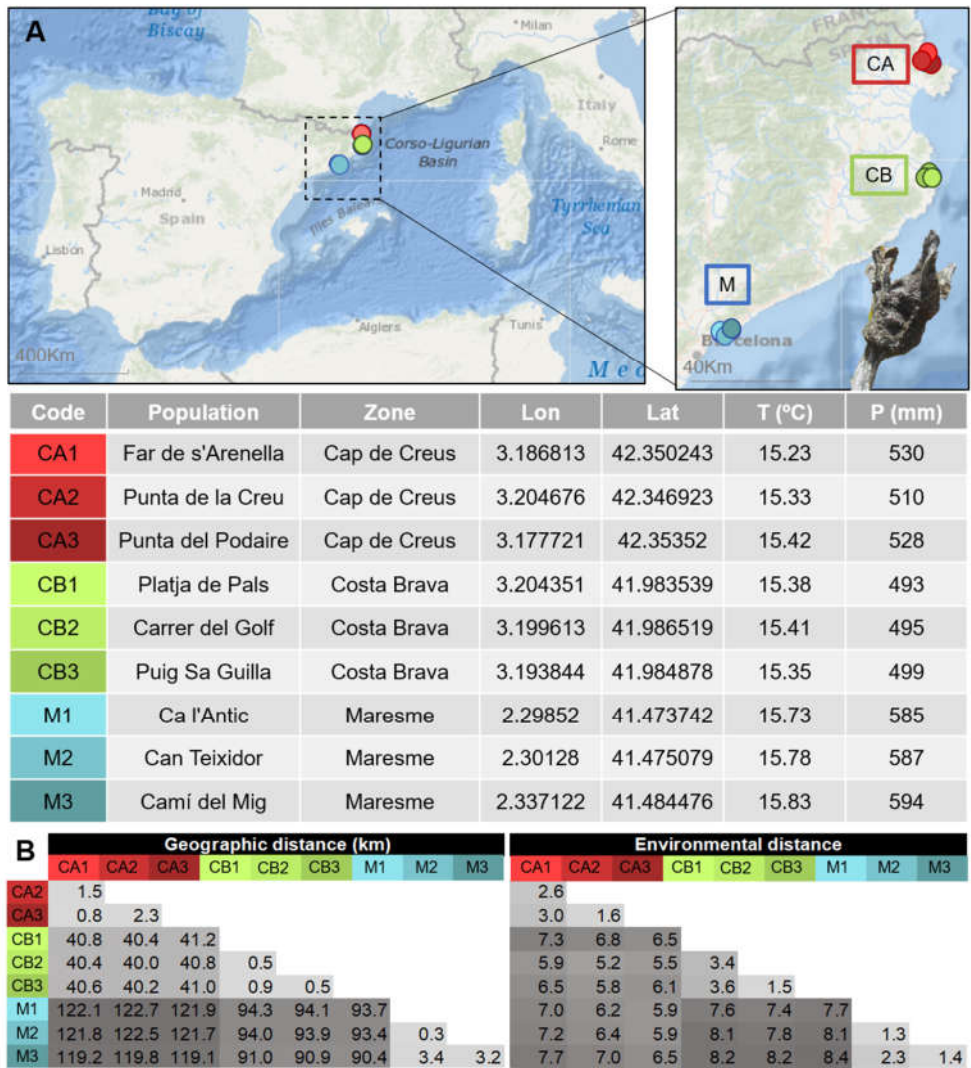 A
Bay of
Biscay
Milan
Italy
Rome
Corso-Ligurian
Basin
Madrid
Spain
Illes Balears
Tyrrhenian
Sea
Lisbon
Algiers
Tunis
400Km
Med
FRANCE
SPAIN
CA
CB
M
Barcelona
40Km
Code Population Zone Lon Lat T (ºC) P (mm)
CA1 Far de s'Arenella Cap de Creus 3.186813 42.350243 15.23 530
CA2 Punta de la Creu Cap de Creus 3.204676 42.346923 15.33 510
CA3 Punta del Podaire Cap de Creus 3.177721 42.35352 15.42 528
CB1 Platja de Pals Costa Brava 3.204351 41.983539 15.38 493
CB2 Carrer del Golf Costa Brava 3.199613 41.986519 15.41 495
CB3 Puig Sa Guilla Costa Brava 3.193844 41.984878 15.35 499
M1 Ca l'Antic Maresme 2.29852 41.473742 15.73 585
M2 Can Teixidor Maresme 2.30128 41.475079 15.78 587
M3 Camí del Mig Maresme 2.337122 41.484476 15.83 594
B
Geographic distance (km) Environmental distance
CA1 CA2 CA3 CB1 CB2 CB3 M1 M2 M3 CA1 CA2 CA3 CB1 CB2 CB3 M1 M2 M3
CA2 1.5 2.6
CA3 0.8 2.3 3.0 1.6
CB1 40.8 40.4 41.2 7.3 6.8 6.5
CB2 40.4 40.0 40.8 0.5 5.9 5.2 5.5 3.4
CB3 40.6 40.2 41.0 0.9 0.5 6.5 5.8 6.1 3.6 1.5
M1 122.1 122.7 121.9 94.3 94.1 93.7 7.0 6.2 5.9 7.6 7.4 7.7
M2 121.8 122.5 121.7 94.0 93.9 93.4 0.3 7.2 6.4 5.9 8.1 7.8 8.1 1.3
M3 119.2 119.8 119.1 91.0 90.9 90.4 3.4 3.2 7.7 7.0 6.5 8.2 8.2 8.4 2.3 1.4